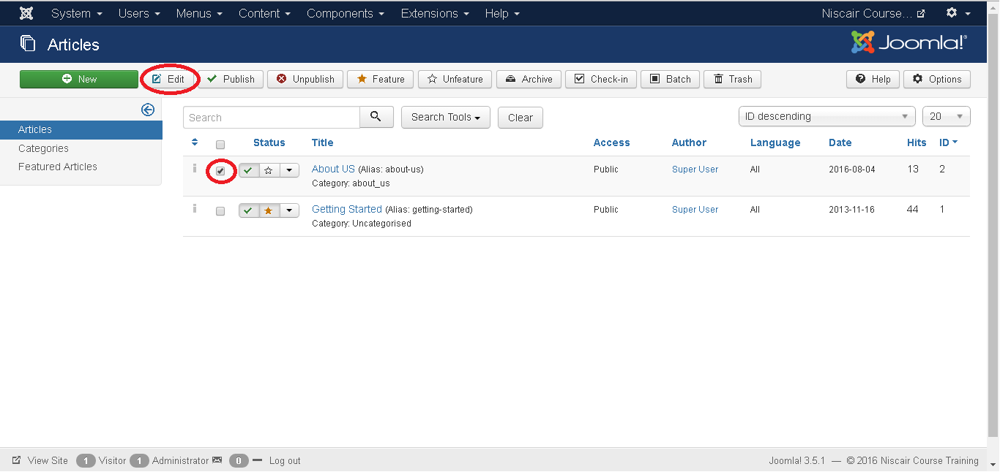 System Users Menus Content Components Extensions Help Niscair Course...
Articles Joomla!®
New Edit Publish Unpublish Feature Unfeature Archive Check-in Batch Trash Help Options
Search Search Tools Clear ID descending 20
Articles
Categories
Featured Articles
Status Title Access Author Language Date Hits ID
About US (Alias: about-us) Public Super User All 2016-08-04 13 2
Category: about_us
Getting Started (Alias: getting-started) Public Super User All 2013-11-16 44 1
Category: Uncategorised
View Site 1 Visitor 1 Administrator 0 Log out Joomla! 3.5.1 — © 2016 Niscair Course Training